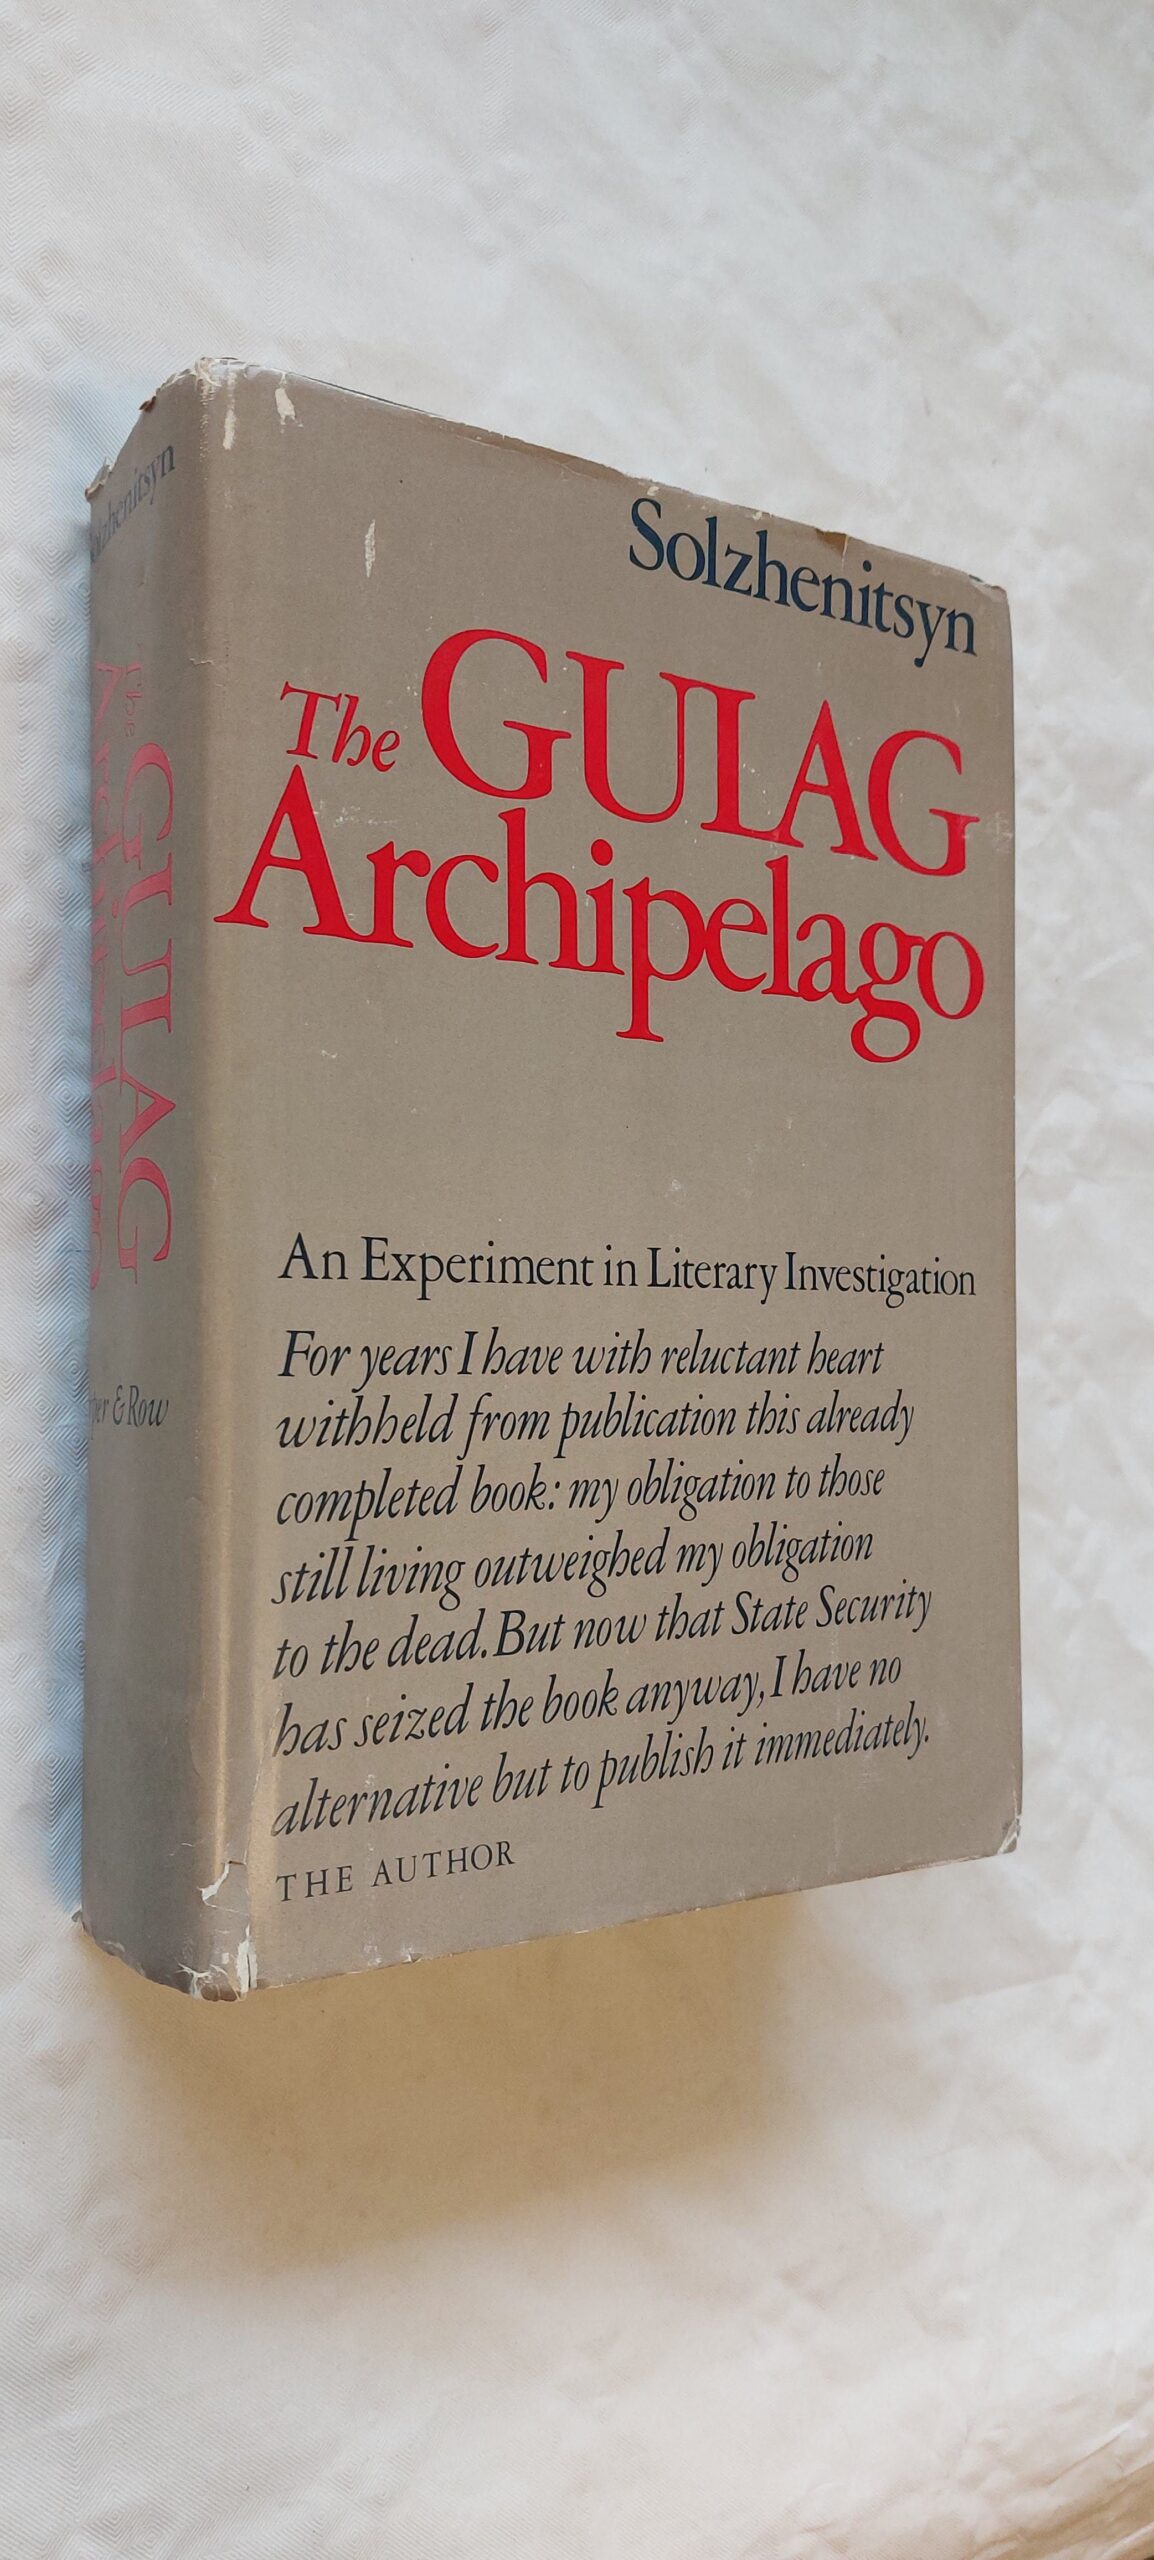 Solzhenitsyn
The GULAG
Archipelago
An Experiment in Literary Investigation
For years I have with reluctant heart
withheld from publication this already
completed book: my obligation to those
still living outweighed my obligation
to the dead. But now that State Security
has seized the book anyway, I have no
alternative but to publish it immediately.
THE AUTHOR
Solzhenitsyn
The GULAG
Archipelago
& Row